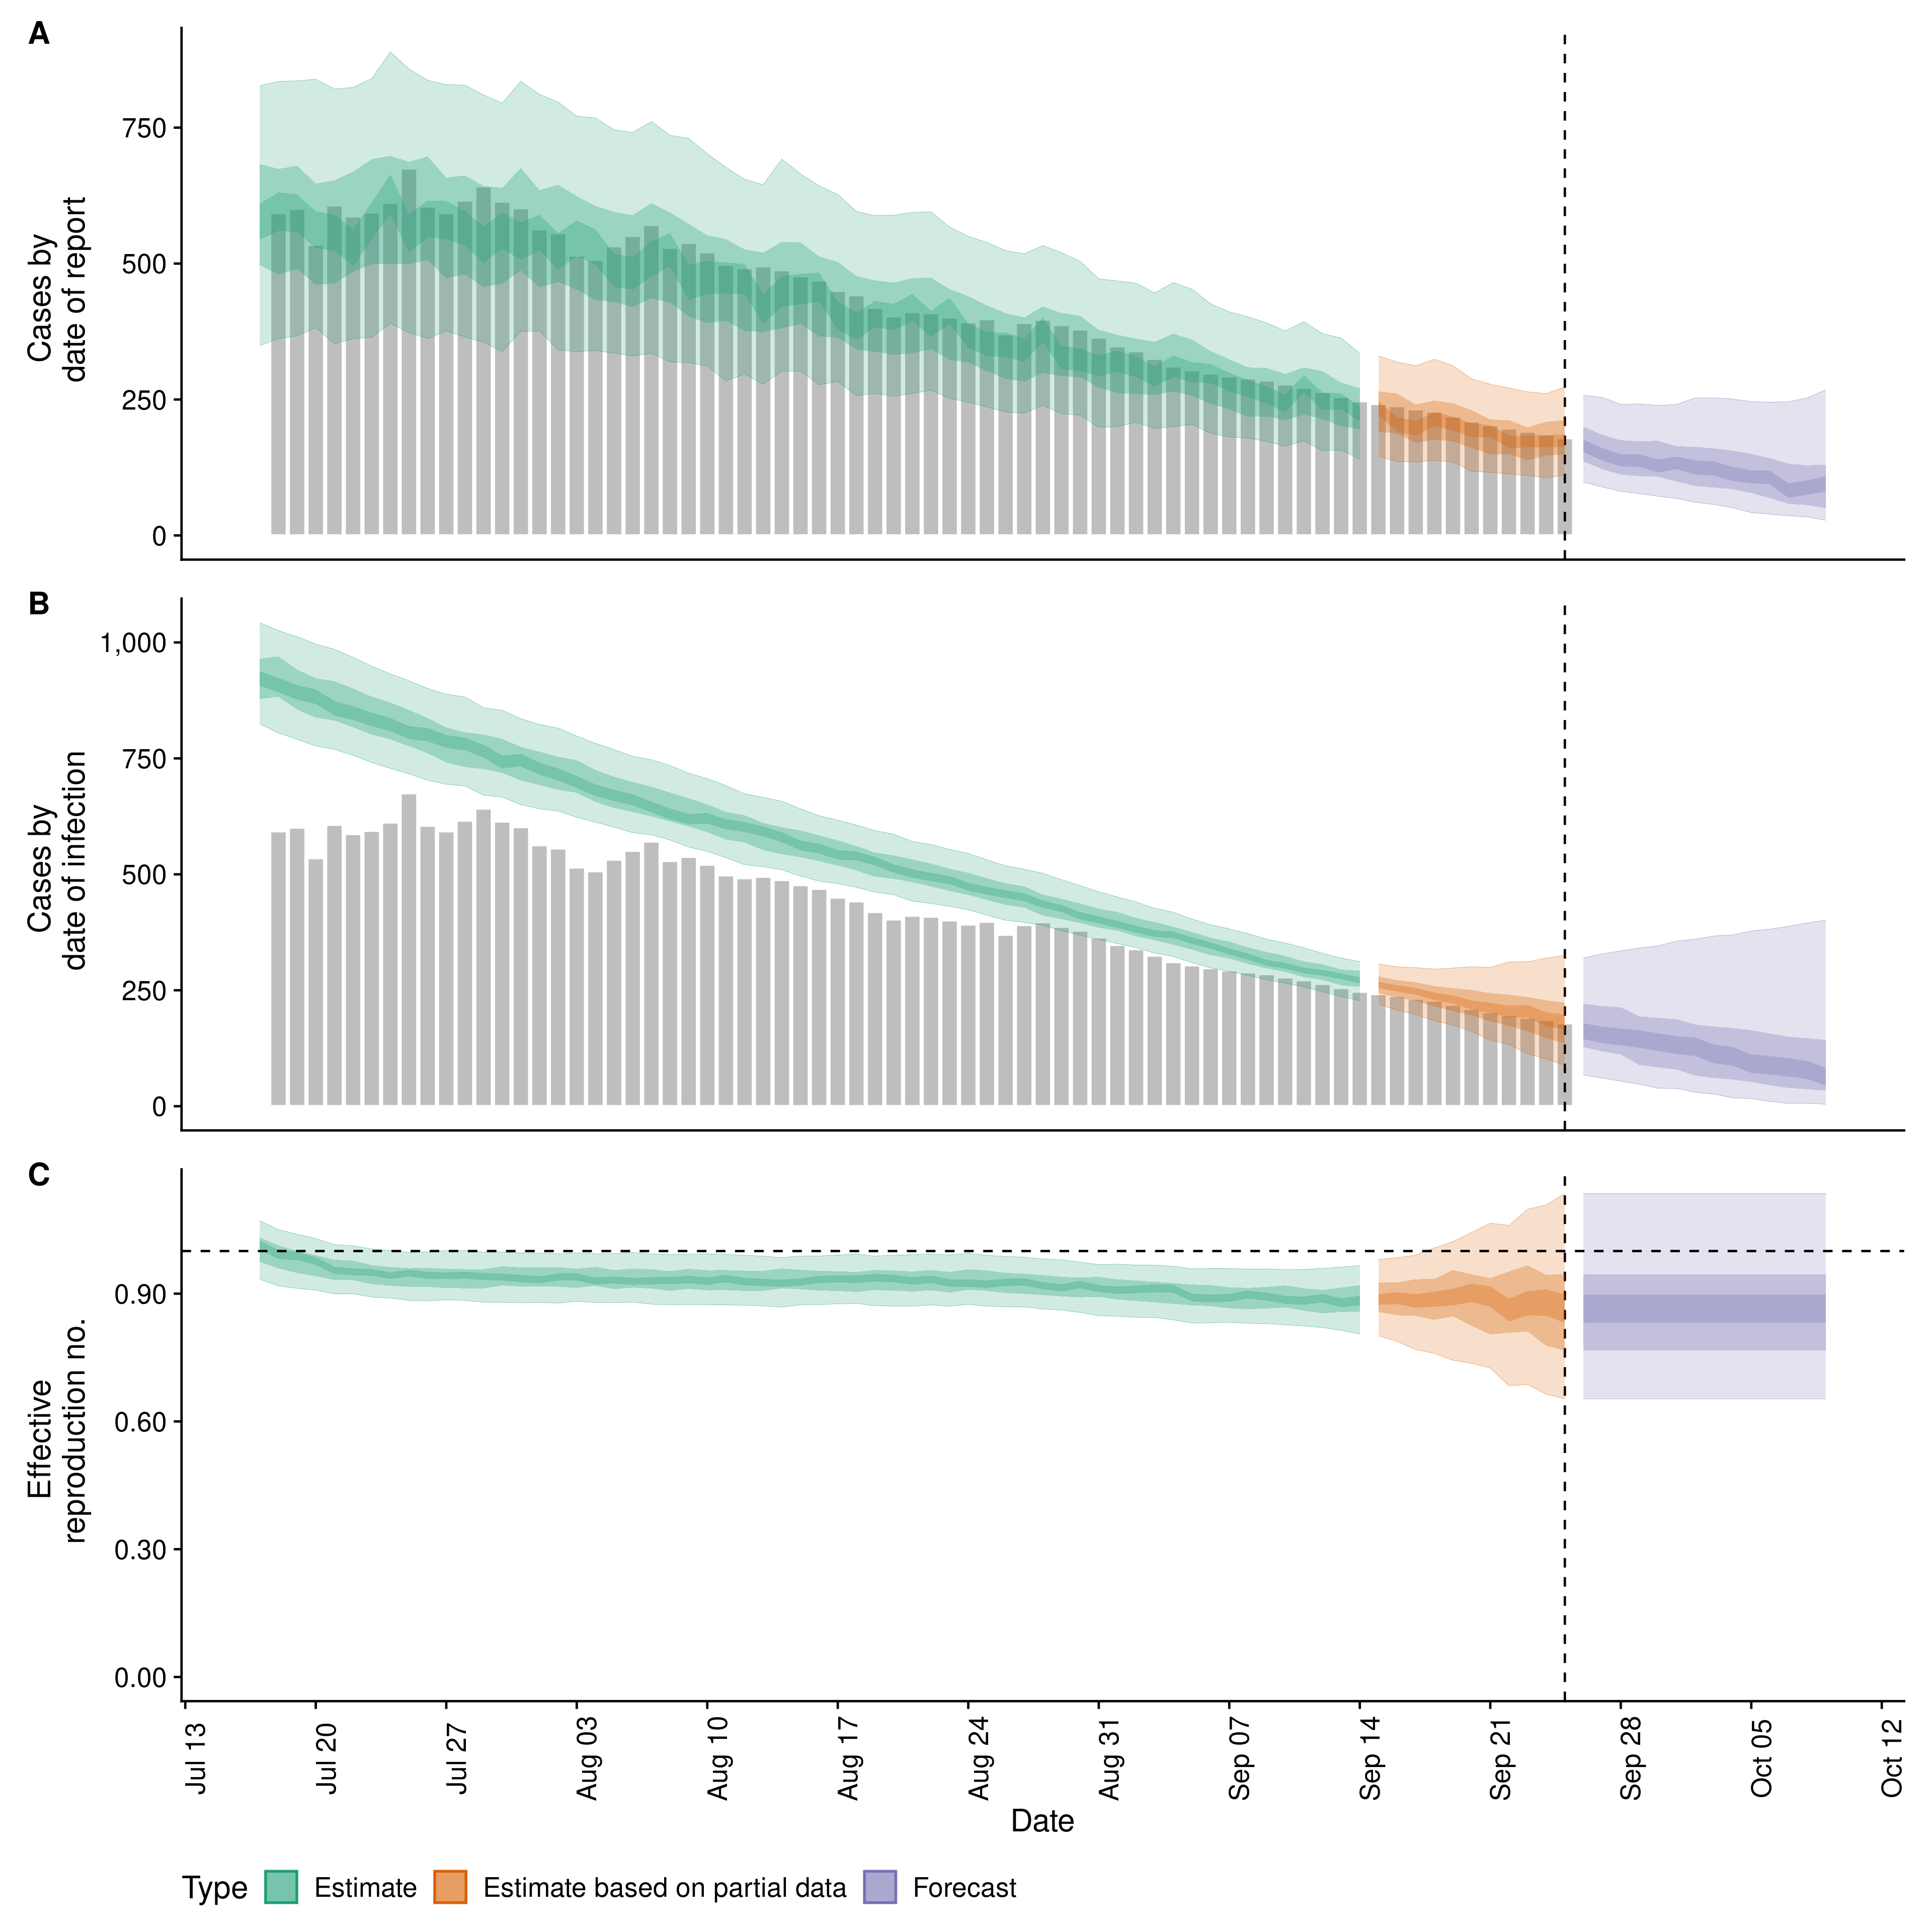 A
Cases by
date of report
750
500
250
0
B
Cases by
date of infection
1,000
750
500
250
0
C
Effective
reproduction no.
0.90
0.60
0.30
0.00
Jul 13
Jul 20
Jul 27
Aug 03
Aug 10
Aug 17
Aug 24
Aug 31
Sep 07
Sep 14
Sep 21
Sep 28
Oct 05
Oct 12
Date
Type Estimate Estimate based on partial data Forecast